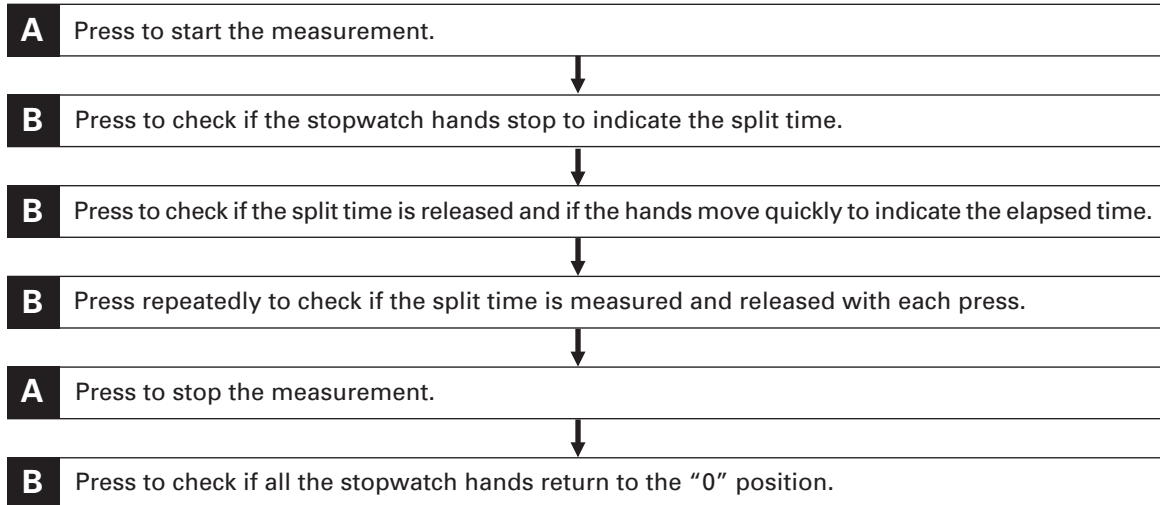 A Press to start the measurement.
B Press to check if the stopwatch hands stop to indicate the split time.
B Press to check if the split time is released and if the hands move quickly to indicate the elapsed time.
B Press repeatedly to check if the split time is measured and released with each press.
A Press to stop the measurement.
B Press to check if all the stopwatch hands return to the “0” position.